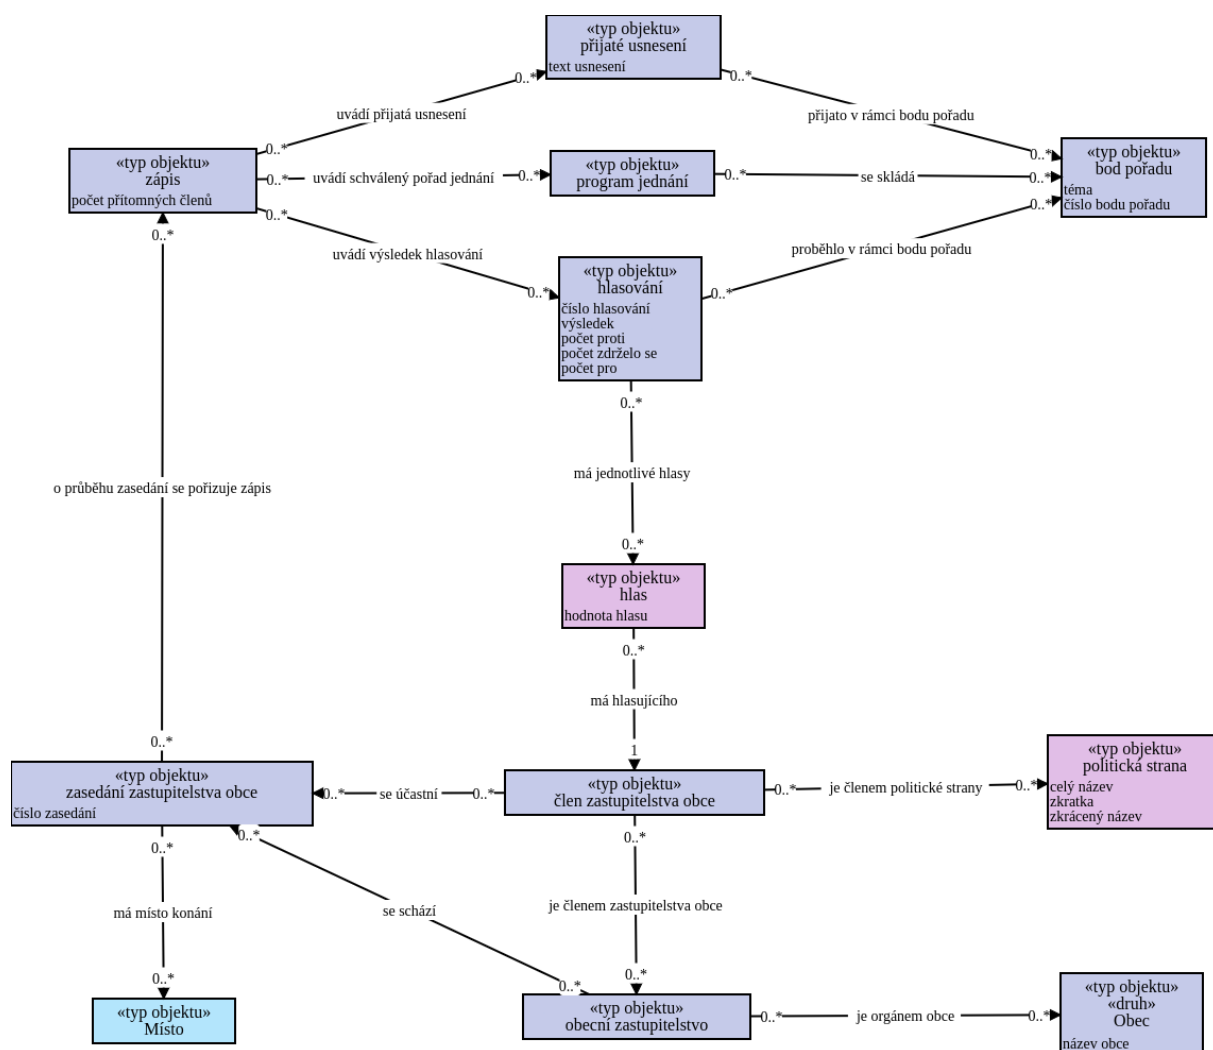 «typ objektu»
přijaté usnesení
text usnesení
0..*
0..*
uvádí přijatá usnesení
přijato v rámci bodu pořadu
0..*
0..*
«typ objektu»
zápis
počet přítomných členů
0..*
uvádí schválený pořad jednání
0..*
«typ objektu»
program jednání
0..*
se skládá
0..*
«typ objektu»
bod pořadu
téma
číslo bodu pořadu
0..*
0..*
0..*
uvádí výsledek hlasování
proběhlo v rámci bodu pořadu
0..*
0..*
«typ objektu»
hlasování
číslo hlasování
výsledek
počet proti
počet zdrželo se
počet pro
0..*
má jednotlivé hlasy
o průběhu zasedání se pořizuje zápis
0..*
«typ objektu»
hlas
hodnota hlasu
0..*
má hlasujícího
0..*
1
«typ objektu»
zasedání zastupitelstva obce
číslo zasedání
0..*
se účastní
0..*
«typ objektu»
člen zastupitelstva obce
0..*
je členem politické strany
0..*
«typ objektu»
politická strana
celý název
zkratka
zkrácený název
0..*
0..*
0..*
má místo konání
se schází
je členem zastupitelstva obce
0..*
0..*
0..*
«typ objektu»
Místo
«typ objektu»
obecní zastupitelstvo
0..*
je orgánem obce
0..*
«typ objektu»
«druh»
Obec
název obce